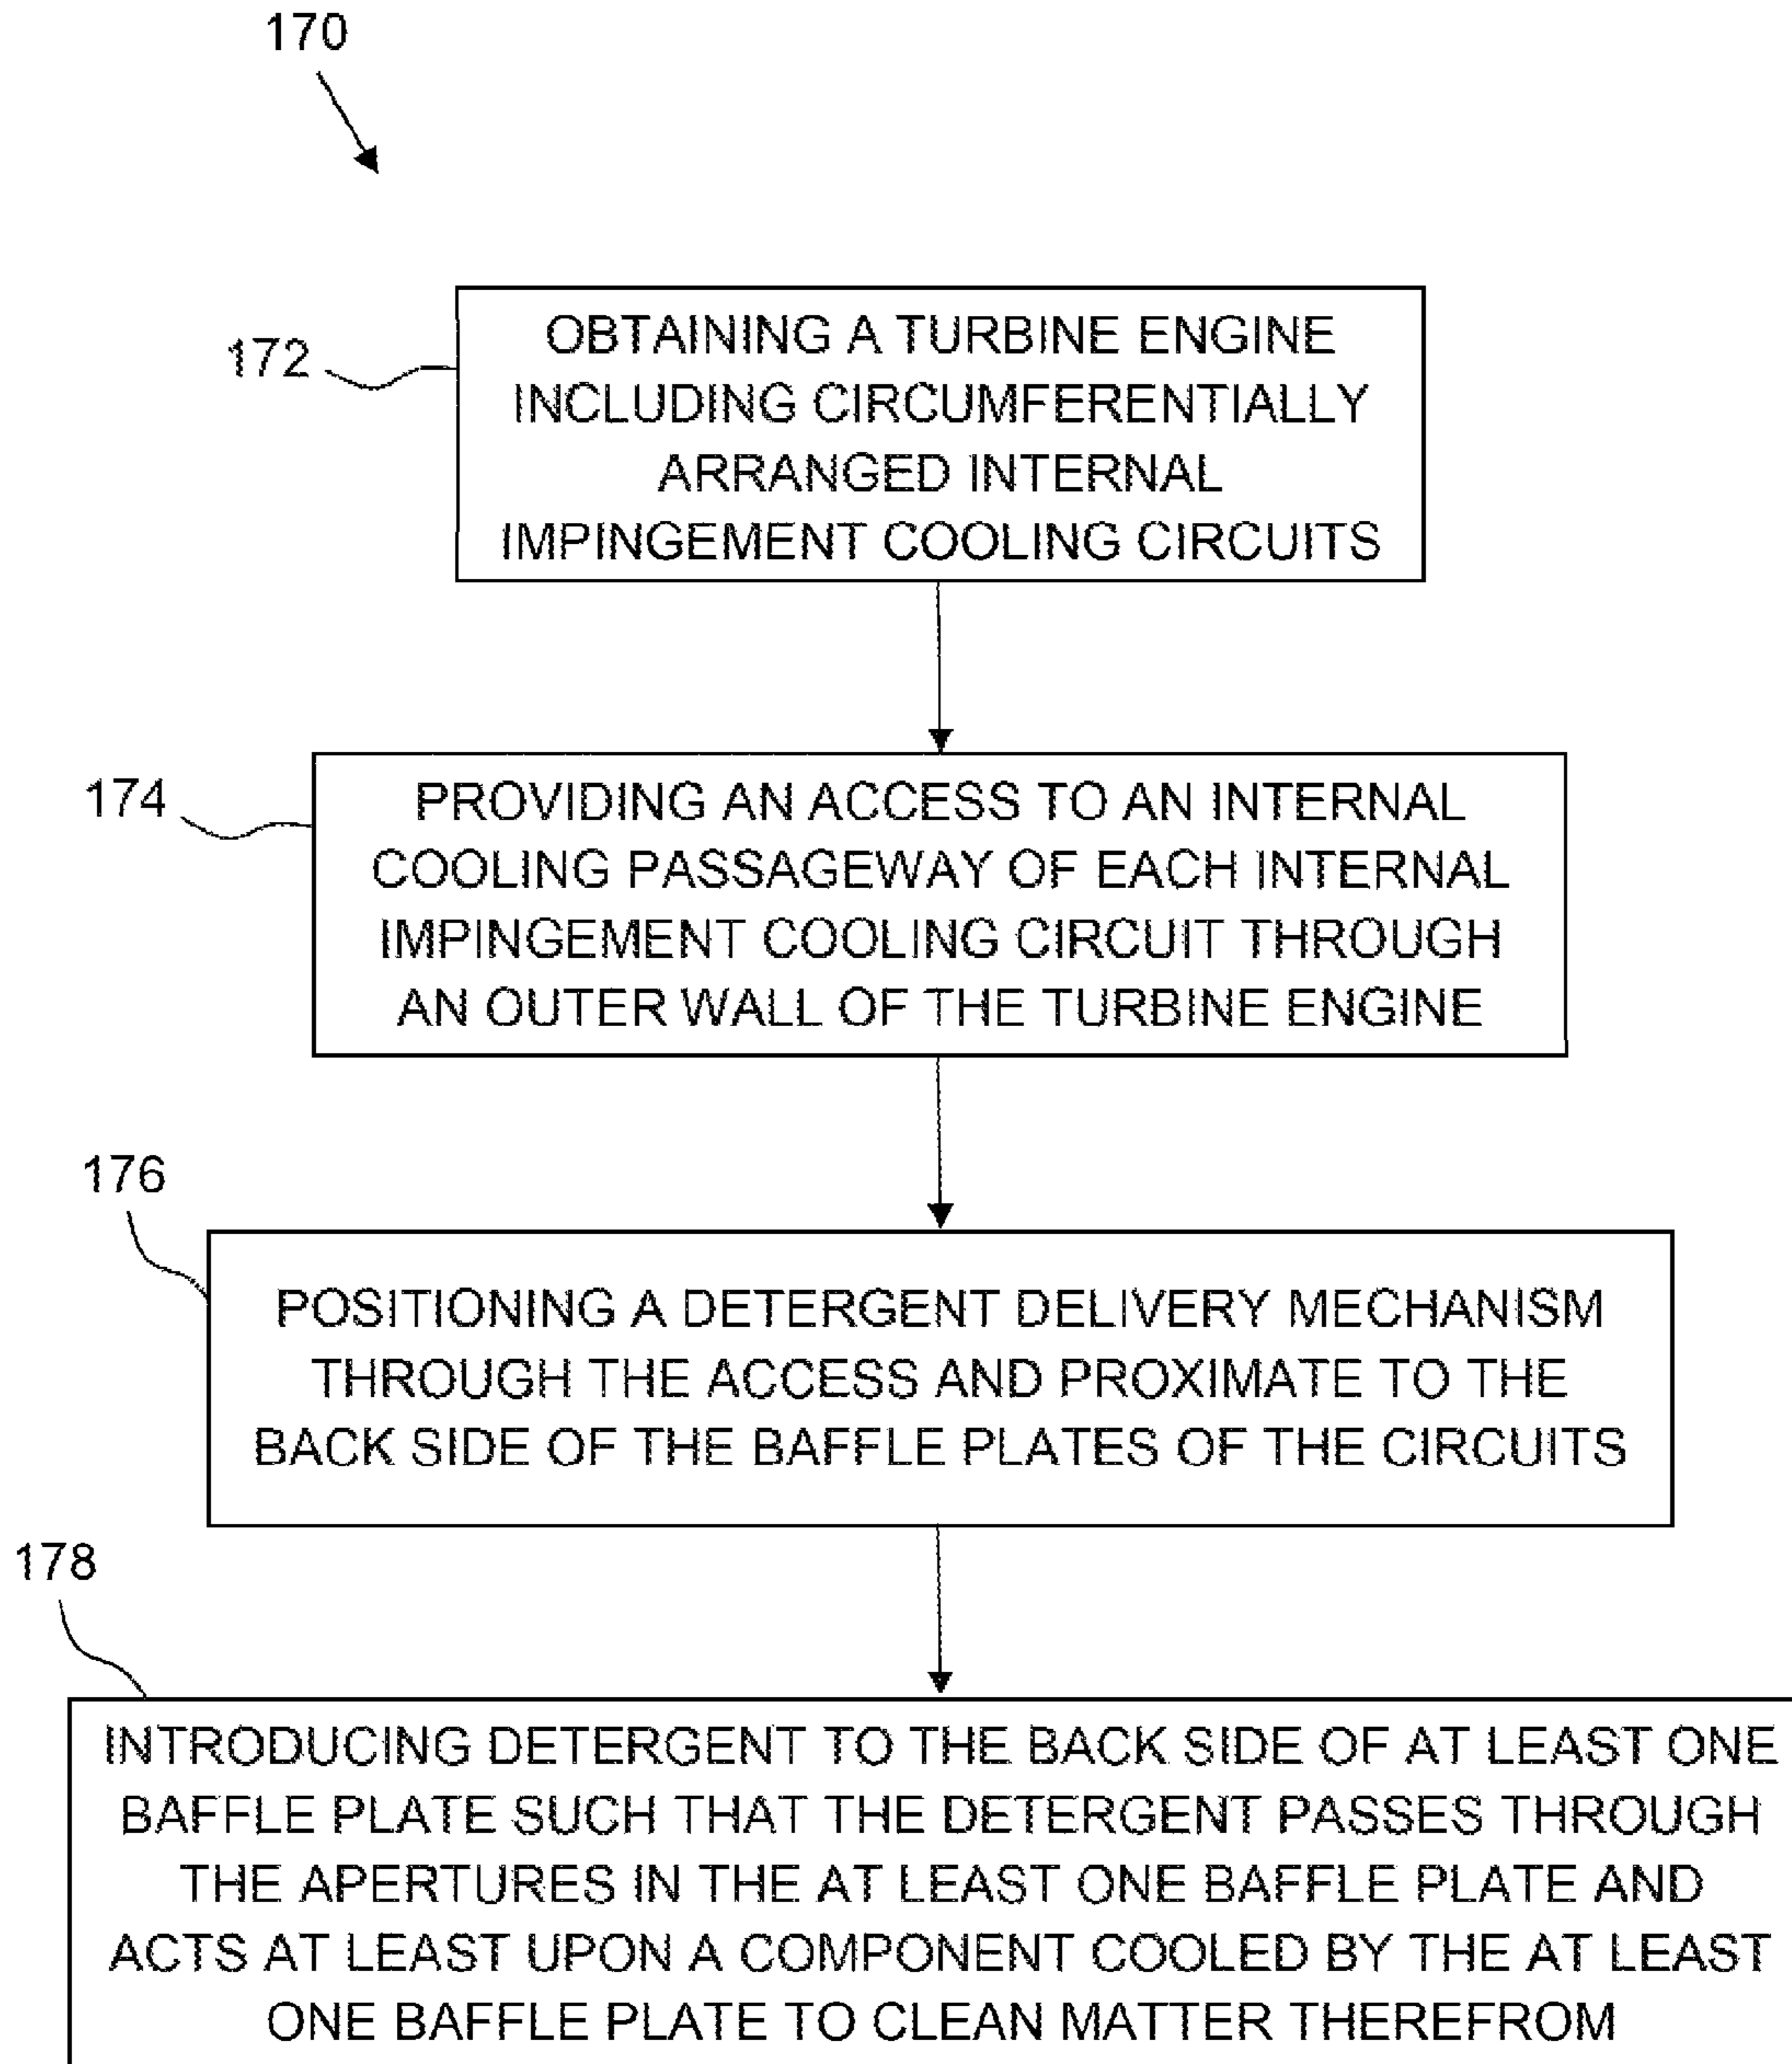 170
172
OBTAINING A TURBINE ENGINE
INCLUDING CIRCUMFERENTIALLY
ARRANGED INTERNAL
IMPINGEMENT COOLING CIRCUITS
174
PROVIDING AN ACCESS TO AN INTERNAL
COOLING PASSAGEWAY OF EACH INTERNAL
IMPINGEMENT COOLING CIRCUIT THROUGH
AN OUTER WALL OF THE TURBINE ENGINE
176
POSITIONING A DETERGENT DELIVERY MECHANISM
THROUGH THE ACCESS AND PROXIMATE TO THE
BACK SIDE OF THE BAFFLE PLATES OF THE CIRCUITS
178
INTRODUCING DETERGENT TO THE BACK SIDE OF AT LEAST ONE
BAFFLE PLATE SUCH THAT THE DETERGENT PASSES THROUGH
THE APERTURES IN THE AT LEAST ONE BAFFLE PLATE AND
ACTS AT LEAST UPON A COMPONENT COOLED BY THE AT LEAST
ONE BAFFLE PLATE TO CLEAN MATTER THEREFROM